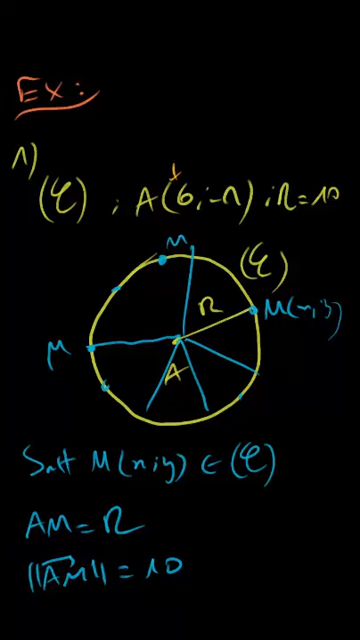 Ex:
1)
(C) ; A(6;-1) ; R=10
M
(C)
R
M(x;y)
M
A
Soit M(x;y) ∈ (C)
AM = R
||AM|| = 10